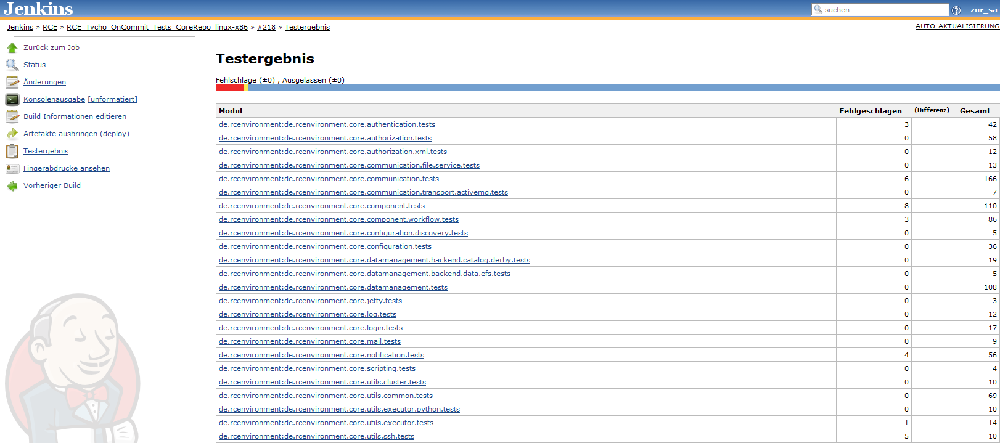 Jenkins
suchen
?
zur_sa
Jenkins » RCE » RCE_Tycho_OnCommit_Tests_CoreRepo_linux-x86 » #218 » Testergebnis
AUTO-AKTUALISIERUNG
Zurück zum Job
Status
Änderungen
Konsolenausgabe [unformatiert]
Build Informationen editieren
Artefakte ausbringen (deploy)
Testergebnis
Fingerabdrücke ansehen
Vorheriger Build
Testergebnis
Fehlschläge (±0) , Ausgelassen (±0)
Modul Fehlgeschlagen (Differenz) Gesamt
de.rcenvironment:de.rcenvironment.core.authentication.tests 3 42
de.rcenvironment:de.rcenvironment.core.authorization.tests 0 58
de.rcenvironment:de.rcenvironment.core.authorization.xml.tests 0 12
de.rcenvironment:de.rcenvironment.core.communication.file.service.tests 0 13
de.rcenvironment:de.rcenvironment.core.communication.tests 6 166
de.rcenvironment:de.rcenvironment.core.communication.transport.activemq.tests 0 7
de.rcenvironment:de.rcenvironment.core.component.tests 8 110
de.rcenvironment:de.rcenvironment.core.component.workflow.tests 3 86
de.rcenvironment:de.rcenvironment.core.configuration.discovery.tests 0 5
de.rcenvironment:de.rcenvironment.core.configuration.tests 0 36
de.rcenvironment:de.rcenvironment.core.datamanagement.backend.catalog.derby.tests 0 19
de.rcenvironment:de.rcenvironment.core.datamanagement.backend.data.efs.tests 0 5
de.rcenvironment:de.rcenvironment.core.datamanagement.tests 0 108
de.rcenvironment:de.rcenvironment.core.jetty.tests 0 3
de.rcenvironment:de.rcenvironment.core.log.tests 0 12
de.rcenvironment:de.rcenvironment.core.login.tests 0 17
de.rcenvironment:de.rcenvironment.core.mail.tests 0 9
de.rcenvironment:de.rcenvironment.core.notification.tests 4 56
de.rcenvironment:de.rcenvironment.core.scripting.tests 0 4
de.rcenvironment:de.rcenvironment.core.utils.cluster.tests 0 10
de.rcenvironment:de.rcenvironment.core.utils.common.tests 0 69
de.rcenvironment:de.rcenvironment.core.utils.executor.python.tests 0 10
de.rcenvironment:de.rcenvironment.core.utils.executor.tests 1 14
de.rcenvironment:de.rcenvironment.core.utils.ssh.tests 5 10